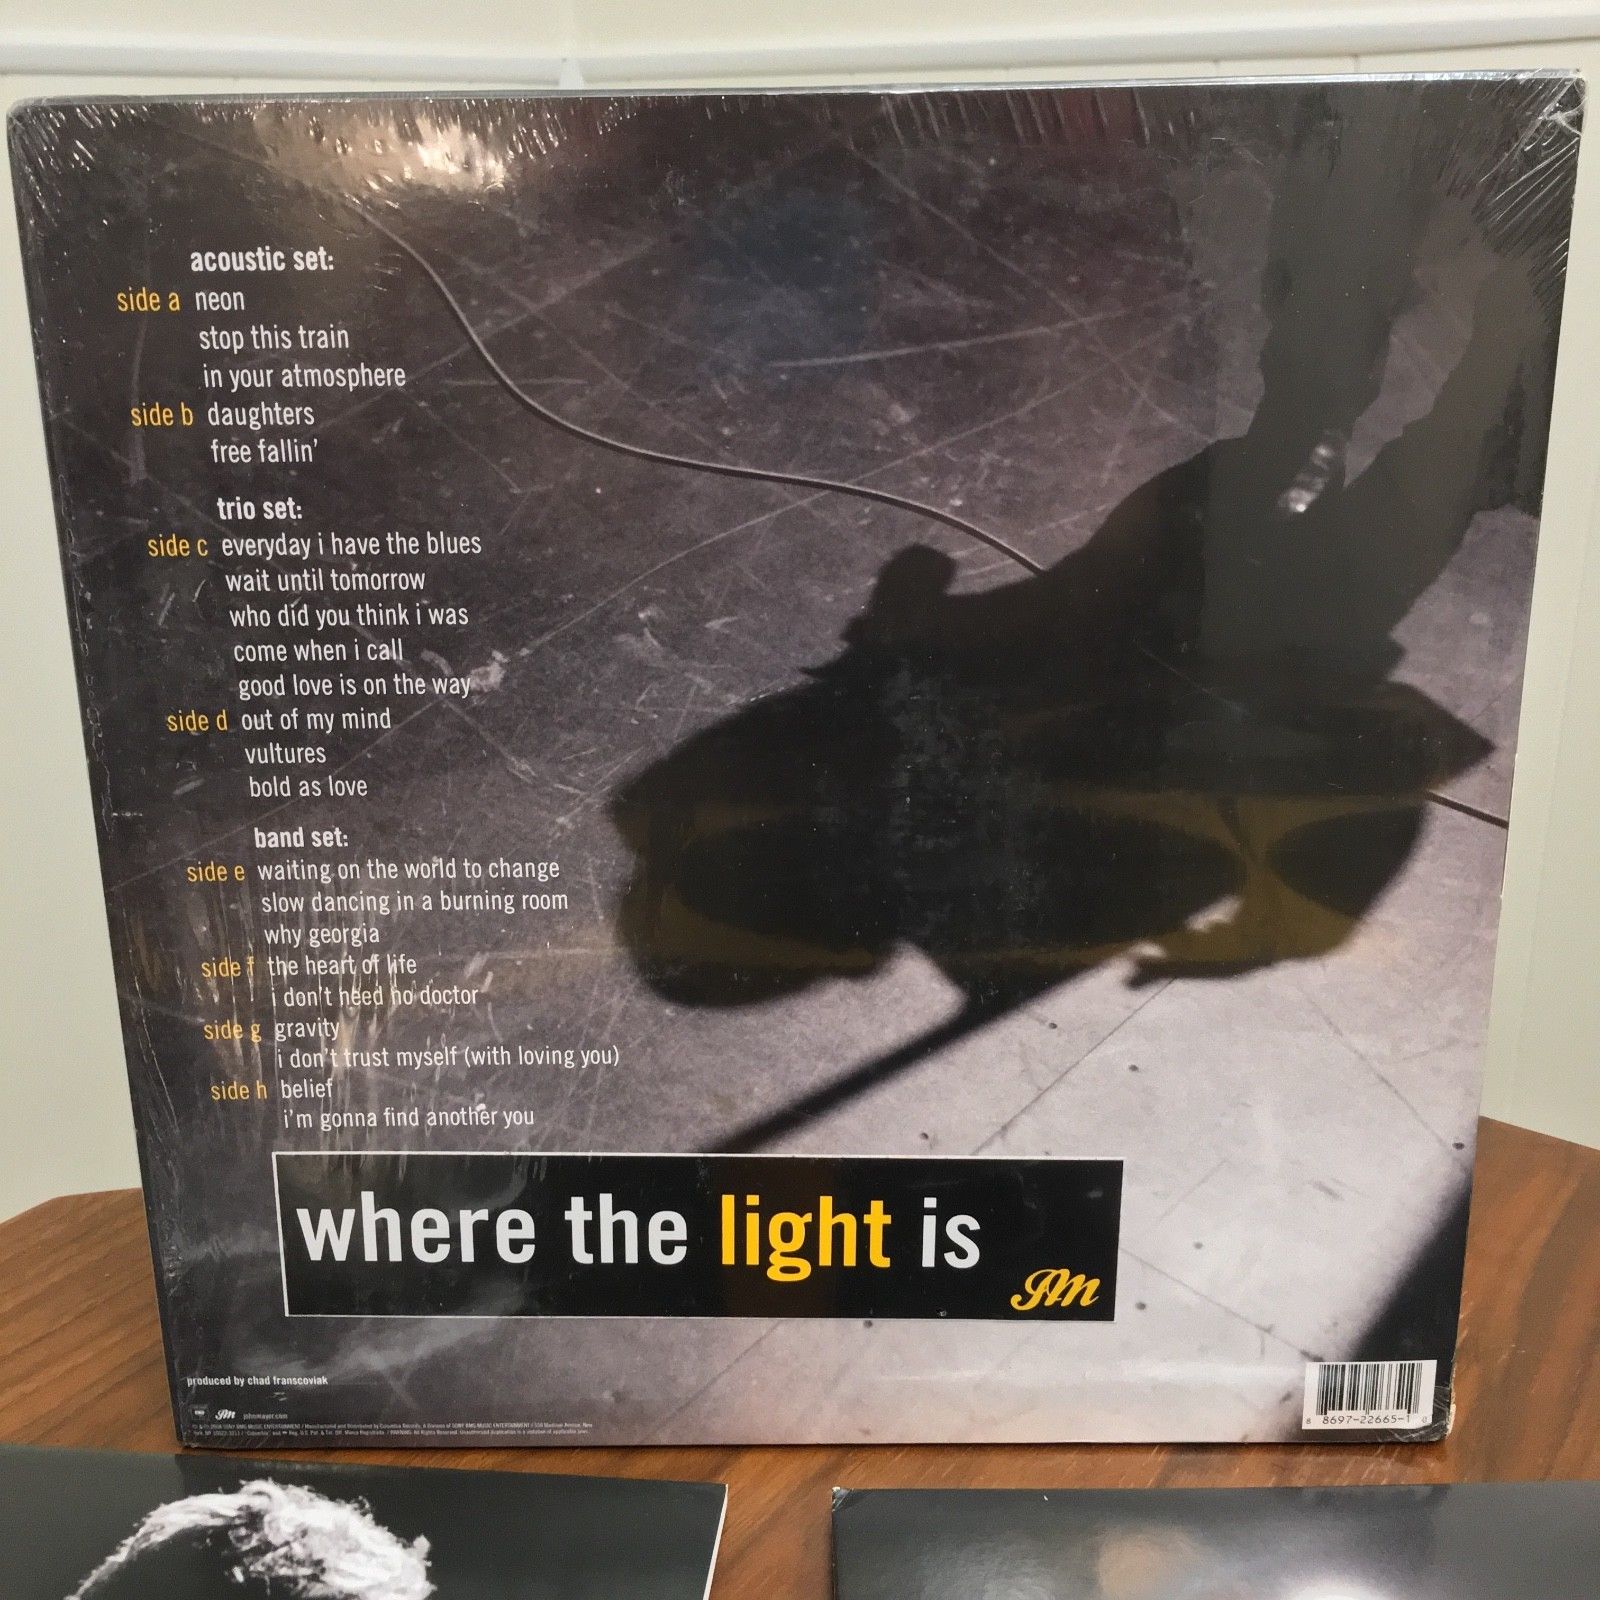 acoustic set:
side a neon
stop this train
in your atmosphere
side b daughters
free fallin'
trio set:
side c everyday i have the blues
wait until tomorrow
who did you think i was
come when i call
good love is on the way
side d out of my mind
vultures
bold as love
band set:
side e waiting on the world to change
slow dancing in a burning room
why georgia
side f the heart of life
i don't need no doctor
side g gravity
i don't trust myself (with loving you)
side h belief
i'm gonna find another you
where the light is
JM
produced by chad franscoviak
JM johnmayer.com
8 8697-22665-1 0